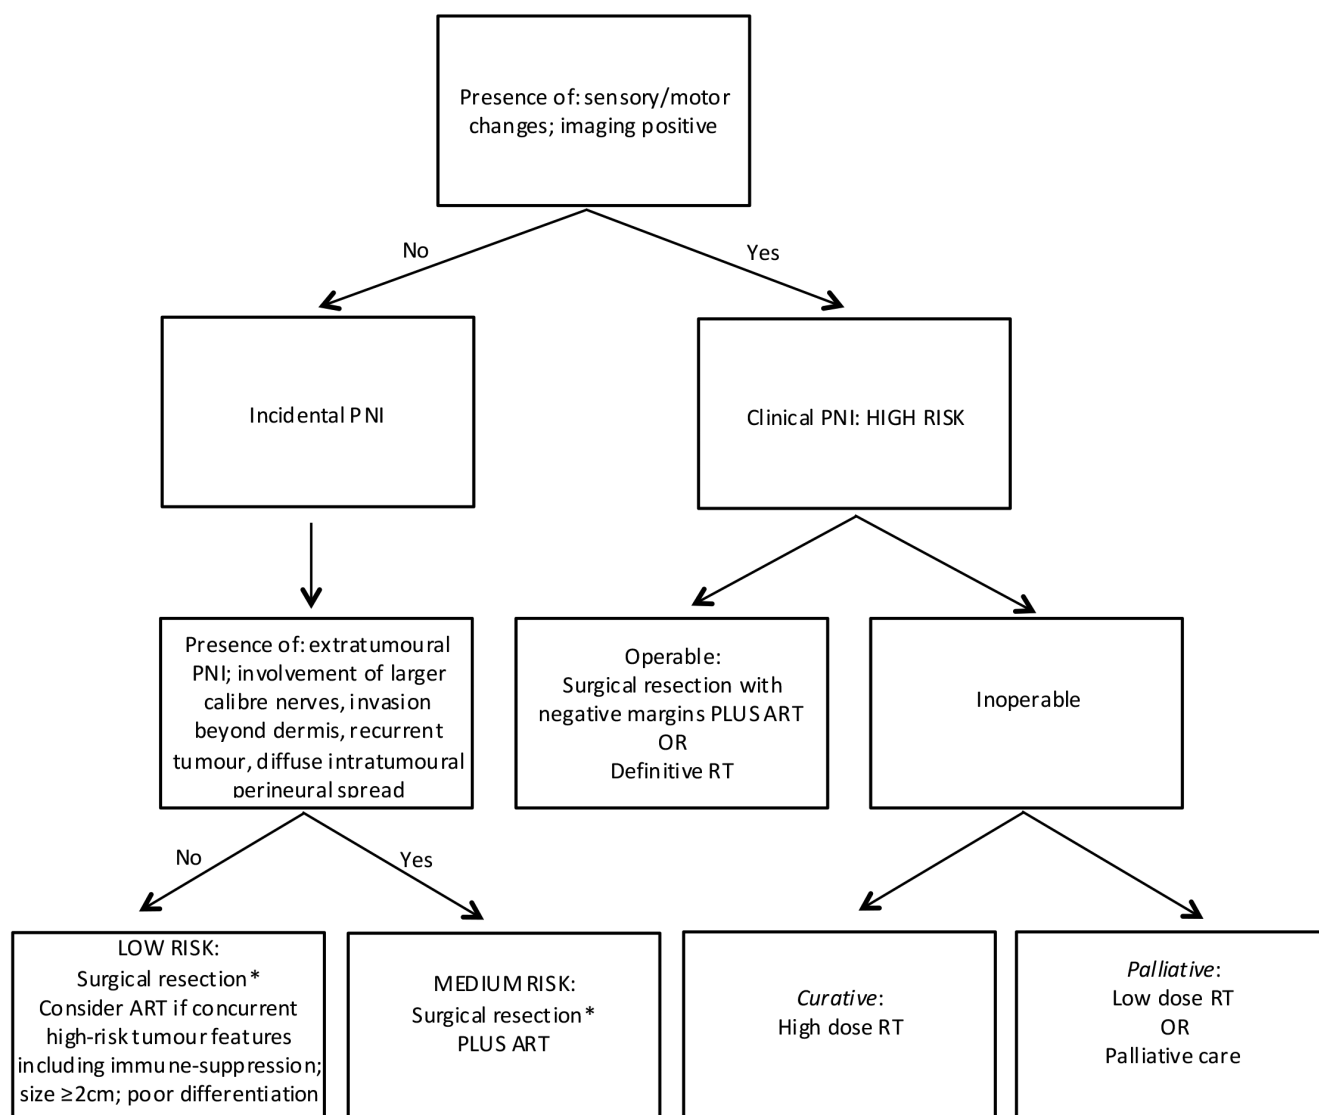 Presence of: sensory/motor
changes; imaging positive
No
Yes
Incidental PNI
Clinical PNI: HIGH RISK
Presence of: extratumoural
PNI; involvement of larger
calibre nerves, invasion
beyond dermis, recurrent
tumour, diffuse intratumoural
perineural spread
Operable:
Surgical resection with
negative margins PLUS ART
OR
Definitive RT
Inoperable
No
Yes
LOW RISK:
Surgical resection*
Consider ART if concurrent
high-risk tumour features
including immune-suppression;
size ≥2cm; poor differentiation
MEDIUM RISK:
Surgical resection*
PLUS ART
Curative:
High dose RT
Palliative:
Low dose RT
OR
Palliative care